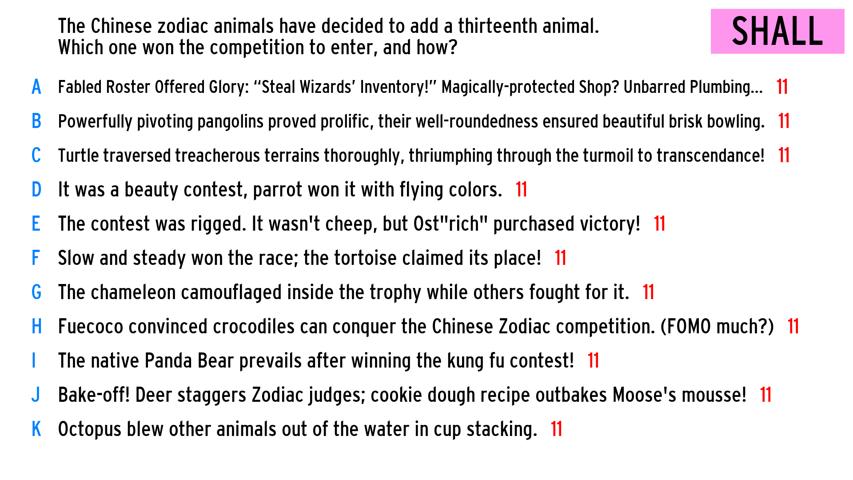 The Chinese zodiac animals have decided to add a thirteenth animal.
Which one won the competition to enter, and how?
SHALL
A Fabled Roster Offered Glory: “Steal Wizards’ Inventory!” Magically-protected Shop? Unbarred Plumbing... 11
B Powerfully pivoting pangolins proved prolific, their well-roundedness ensured beautiful brisk bowling. 11
C Turtle traversed treacherous terrains thoroughly, thriumphing through the turmoil to transcendance! 11
D It was a beauty contest, parrot won it with flying colors. 11
E The contest was rigged. It wasn't cheep, but Ost"rich" purchased victory! 11
F Slow and steady won the race; the tortoise claimed its place! 11
G The chameleon camouflaged inside the trophy while others fought for it. 11
H Fuecoco convinced crocodiles can conquer the Chinese Zodiac competition. (FOMO much?) 11
I The native Panda Bear prevails after winning the kung fu contest! 11
J Bake-off! Deer staggers Zodiac judges; cookie dough recipe outbakes Moose's mousse! 11
K Octopus blew other animals out of the water in cup stacking. 11